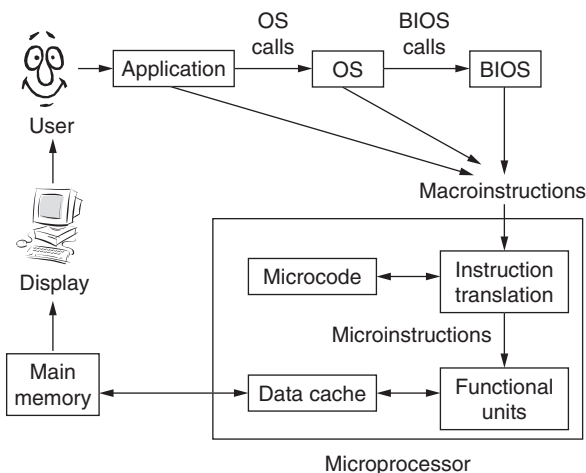 OS
calls
BIOS
calls
Application
OS
BIOS
User
Macroinstructions
Display
Microcode
Instruction
translation
Microinstructions
Main
memory
Data cache
Functional
units
Microprocessor